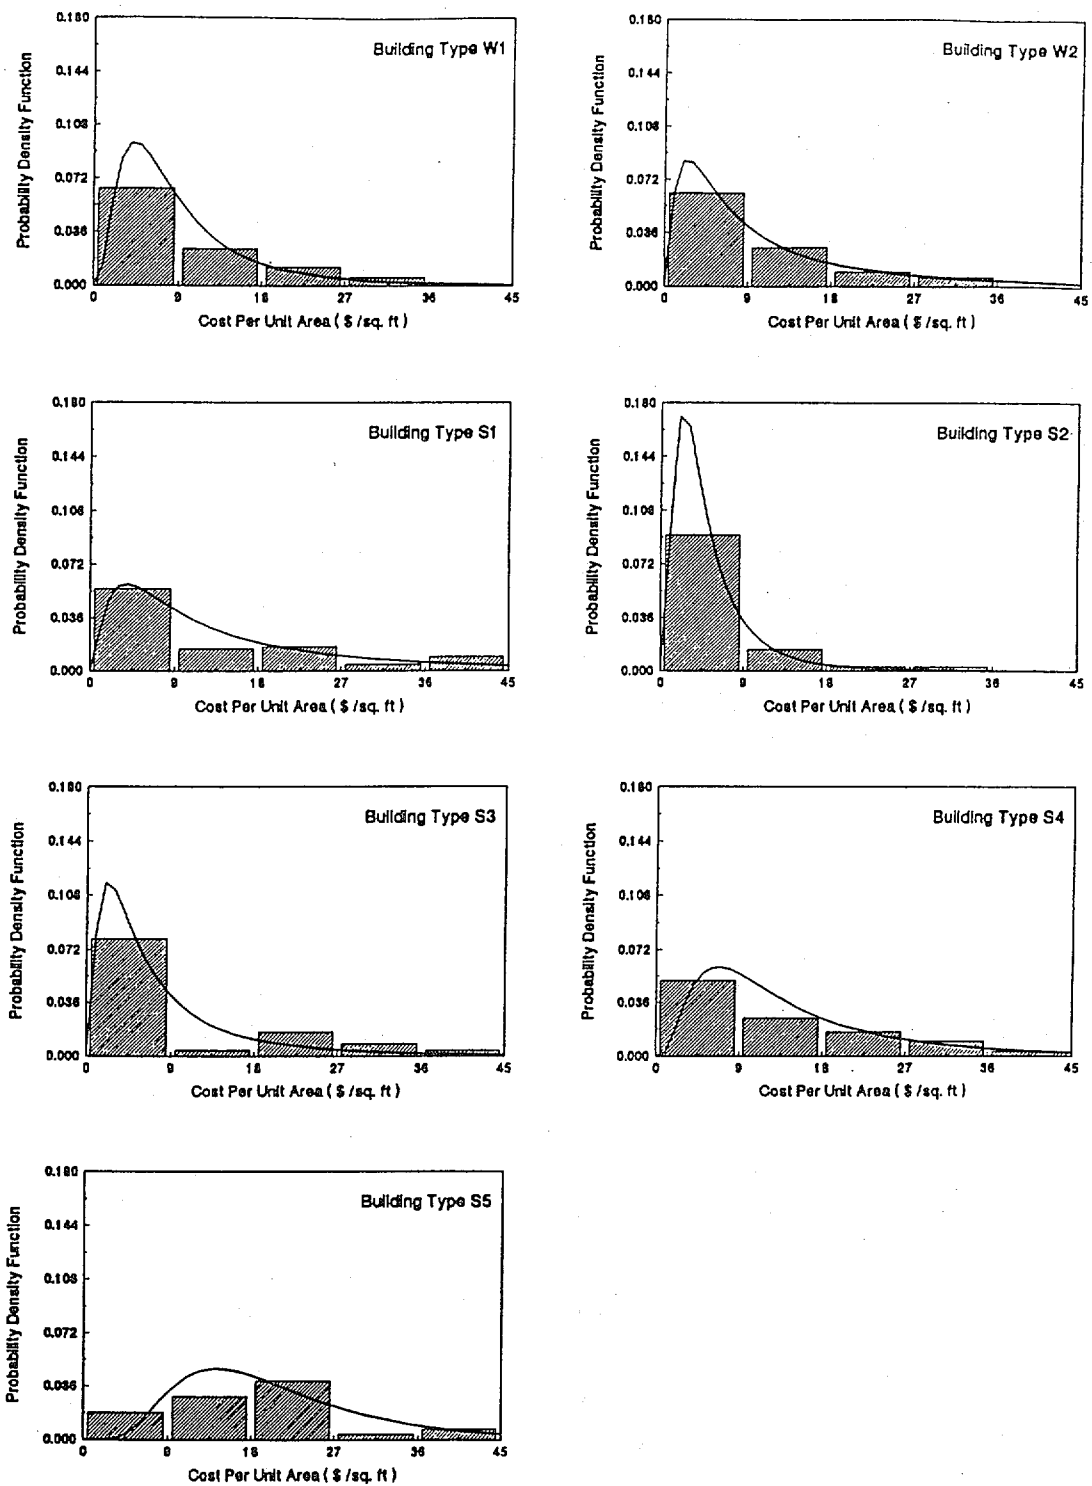 Building Type W1
Probability Density Function
0.180
0.144
0.108
0.072
0.036
0.000
0 9 18 27 36 45
Cost Per Unit Area ( $ /sq. ft )
Building Type W2
Probability Density Function
0.180
0.144
0.108
0.072
0.036
0.000
0 9 18 27 36 45
Cost Per Unit Area ( $ /sq. ft )
Building Type S1
Probability Density Function
0.180
0.144
0.108
0.072
0.036
0.000
0 9 18 27 36 45
Cost Per Unit Area ( $ /sq. ft )
Building Type S2
Probability Density Function
0.180
0.144
0.108
0.072
0.036
0.000
0 9 18 27 36 45
Cost Per Unit Area ( $ /sq. ft )
Building Type S3
Probability Density Function
0.180
0.144
0.108
0.072
0.036
0.000
0 9 18 27 36 45
Cost Per Unit Area ( $ /sq. ft )
Building Type S4
Probability Density Function
0.180
0.144
0.108
0.072
0.036
0.000
0 9 18 27 36 45
Cost Per Unit Area ( $ /sq. ft )
Building Type S5
Probability Density Function
0.180
0.144
0.108
0.072
0.036
0.000
0 9 18 27 36 45
Cost Per Unit Area ( $ /sq. ft )